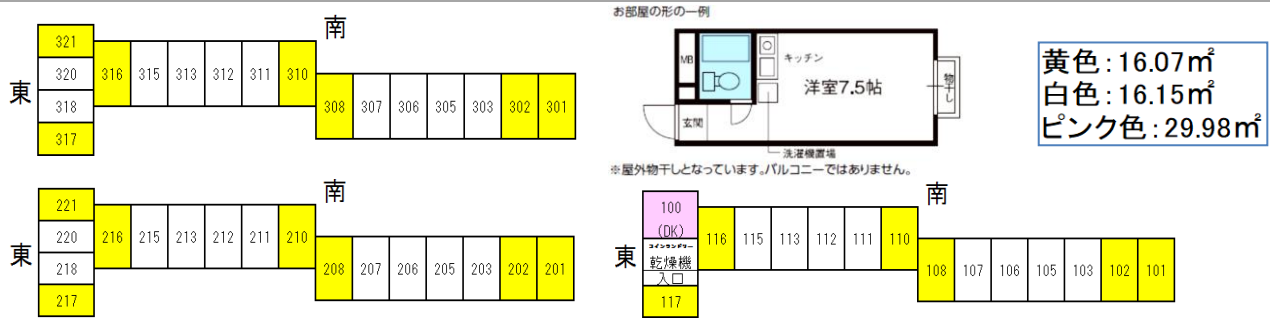 南
東
321
320
318
317
316 315 313 312 311 310
308 307 306 305 303 302 301
お部屋の形の一例
MB
キッチン
洋室7.5帖
物干し
玄関
洗濯機置場
※屋外物干しとなっています。バルコニーではありません。
黄色：16.07㎡
白色：16.15㎡
ピンク色：29.98㎡
南
東
221
220
218
217
216 215 213 212 211 210
208 207 206 205 203 202 201
南
東
100
(DK)
コインランドリー
乾燥機
入口
117
116 115 113 112 111 110
108 107 106 105 103 102 101